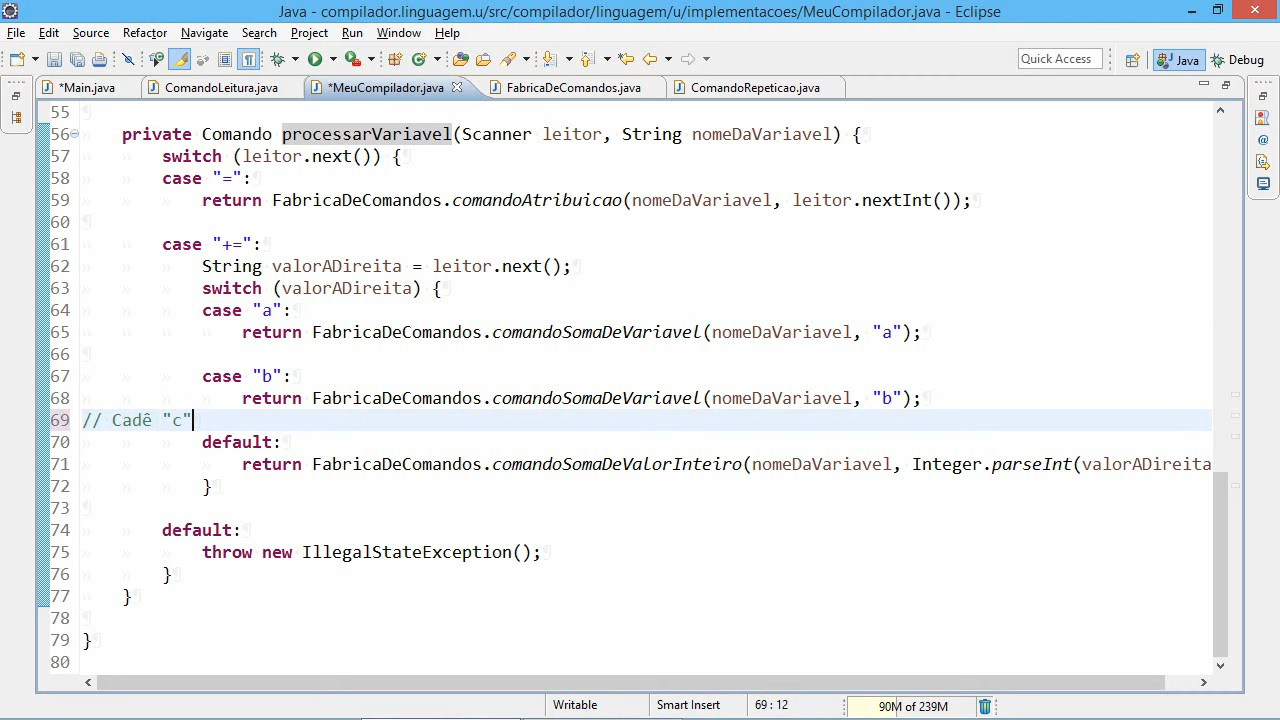 Java - compilador.linguagem.u/src/compilador/linguagem/u/implementacoes/MeuCompilador.java - Eclipse
File Edit Source Refactor Navigate Search Project Run Window Help
Quick Access Java Debug
*Main.java ComandoLeitura.java *MeuCompilador.java FabricaDeComandos.java ComandoRepeticao.java
55
56 private Comando processarVariavel(Scanner leitor, String nomeDaVariavel) {
57 switch (leitor.next()) {
58 case "=":
59 return FabricaDeComandos.comandoAtribuicao(nomeDaVariavel, leitor.nextInt());
60
61 case "+=":
62 String valorADireita = leitor.next();
63 switch (valorADireita) {
64 case "a":
65 return FabricaDeComandos.comandoSomaDeVariavel(nomeDaVariavel, "a");
66
67 case "b":
68 return FabricaDeComandos.comandoSomaDeVariavel(nomeDaVariavel, "b");
69 // Cadê "c"
70 default:
71 return FabricaDeComandos.comandoSomaDeValorInteiro(nomeDaVariavel, Integer.parseInt(valorADireita
72 }
73
74 default:
75 throw new IllegalStateException();
76 }
77 }
78
79 }
80
Writable Smart Insert 69 : 12 90M of 239M